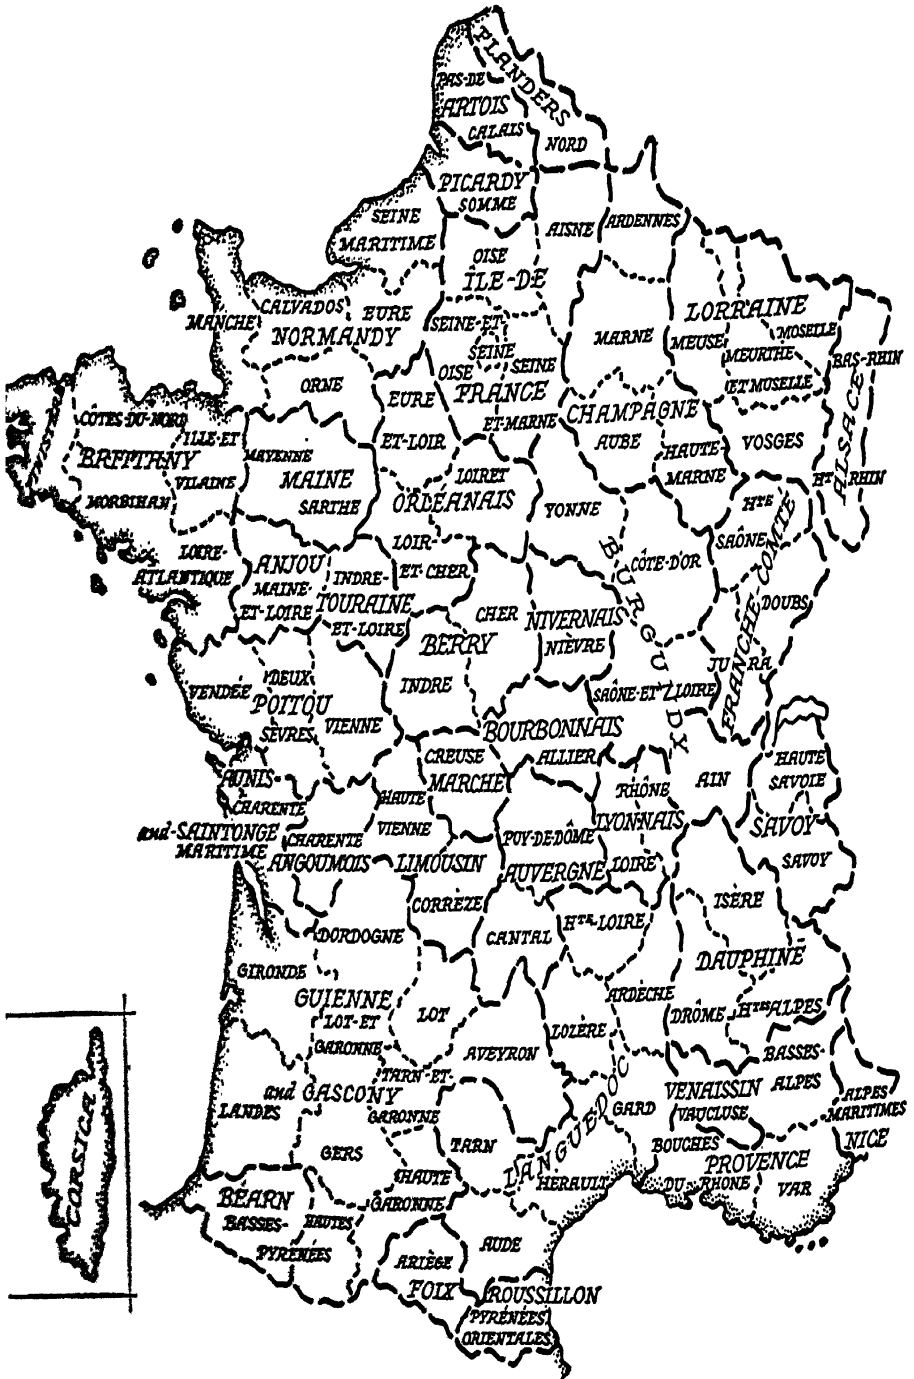 FLANDERS
PAS-DE
ARTOIS
CALAIS
NORD
PICARDY
SOMME
SEINE
MARITIME
AISNE
ARDENNES
OISE
ÎLE-DE
CALVADOS
EURE
MANCHE
NORMANDY
SEINE-ET-
SEINE
OISE
SEINE
FRANCE
ET-MARNE
MARNE
LORRAINE
MEUSE
MOSELLE
MEURTHE
ET MUSELLE
BAS-RHIN
ALSACE
HT RHIN
ORNE
EURE
ET-LOIR
CHAMPAGNE
AUBE
HAUTE-
MARNE
VOSGES
FINISTERE
CÔTES-DU-NORD
ILLE-ET
BRITTANY
VILAINE
MORBIHAN
MAYENNE
MAINE
SARTHE
LOIRET
ORLÉANAIS
LOIR-
ET-CHER
YONNE
BURGUNDY
CÔTE-D'OR
HTE
SAÔNE
FRANCHE-COMTÉ
DOUBS
JURA
LOIRE-
ATLANTIQUE
ANJOU
MAINE-
ET-LOIRE
INDRE-
TOURAINE
ET-LOIRE
CHER
BERRY
INDRE
NIVERNAIS
NIÈVRE
SAÔNE-ET LOIRE
VENDÉE
DEUX
POITOU
SÈVRES
VIENNE
BOURBONNAIS
ALLIER
CREUSE
MARCHE
AUNIS
CHARENTE
and-SAINTONGE
MARITIME
CHARENTE
ANGOUMOIS
HAUTE
VIENNE
LIMOUSIN
CORRÈZE
PUY-DE-DÔME
AUVERGNE
RHÔNE
LYONNAIS
LOIRE
AIN
HAUTE
SAVOIE
SAVOY
SAVOY
ISÈRE
DAUPHINÉ
DRÔME
HTES ALPES
DORDOGNE
CANTAL
HTE-LOIRE
GIRONDE
GUIENNE
LOT-ET
GARONNE
LOT
AVEYRON
LOZÈRE
ARDÈCHE
TARN-ET-
GARONNE
and GASCONY
LANDES
GERS
TARN
HAUTE
GARONNE
LANGUEDOC
GARD
HERAULT
VENAISSIN
VAUCLUSE
BASSES-
ALPES
ALPES
MARITIMES
NICE
BOUCHES
PROVENCE
DU-RHONE
VAR
BÉARN
BASSES-
HAUTES
PYRENÉES
ARIÈGE
FOIX
AUDE
ROUSSILLON
PYRÉNÉES
ORIENTALES
CORSICA